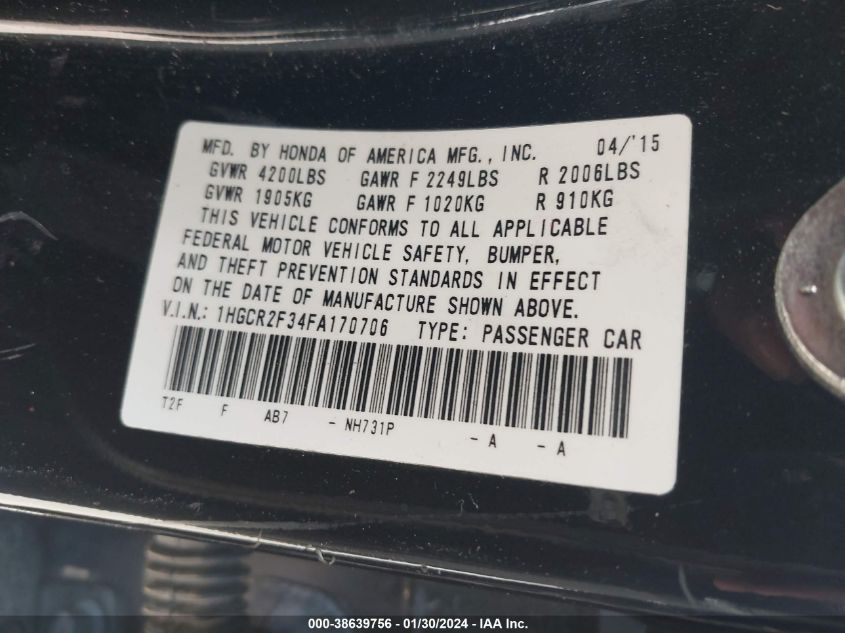 MFD. BY HONDA OF AMERICA MFG., INC. 04/'15
GVWR 4200LBS GAWR F 2249LBS R 2006LBS
GVWR 1905KG GAWR F 1020KG R 910KG
THIS VEHICLE CONFORMS TO ALL APPLICABLE
FEDERAL MOTOR VEHICLE SAFETY, BUMPER,
AND THEFT PREVENTION STANDARDS IN EFFECT
ON THE DATE OF MANUFACTURE SHOWN ABOVE.
V.I.N.: 1HGCR2F34FA170706 TYPE: PASSENGER CAR
T2F F AB7 - NH731P - A - A
000-38639756 - 01/30/2024 - IAA Inc.